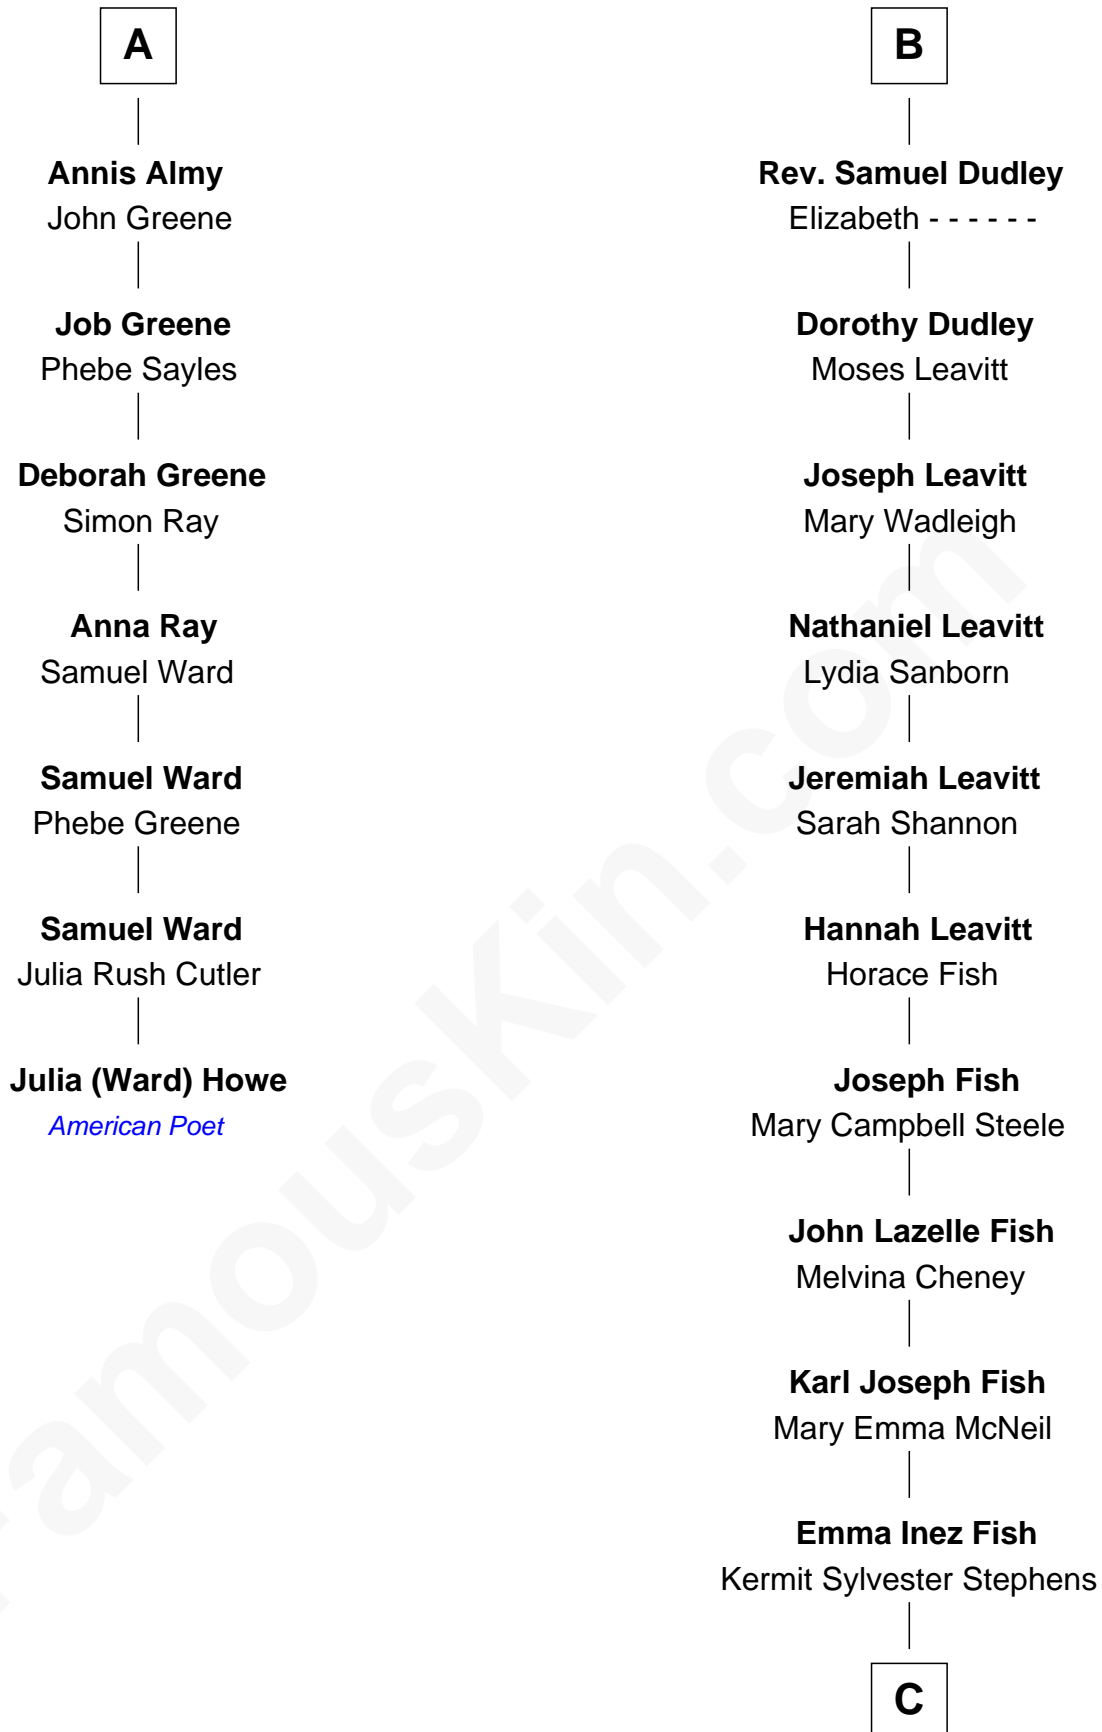 A
Annis Almy
John Greene
Job Greene
Phebe Sayles
Deborah Greene
Simon Ray
Anna Ray
Samuel Ward
Samuel Ward
Phebe Greene
Samuel Ward
Julia Rush Cutler
Julia (Ward) Howe
American Poet
B
Rev. Samuel Dudley
Elizabeth - - - - - -
Dorothy Dudley
Moses Leavitt
Joseph Leavitt
Mary Wadleigh
Nathaniel Leavitt
Lydia Sanborn
Jeremiah Leavitt
Sarah Shannon
Hannah Leavitt
Horace Fish
Joseph Fish
Mary Campbell Steele
John Lazelle Fish
Melvina Cheney
Karl Joseph Fish
Mary Emma McNeil
Emma Inez Fish
Kermit Sylvester Stephens
C
FamousKin.com